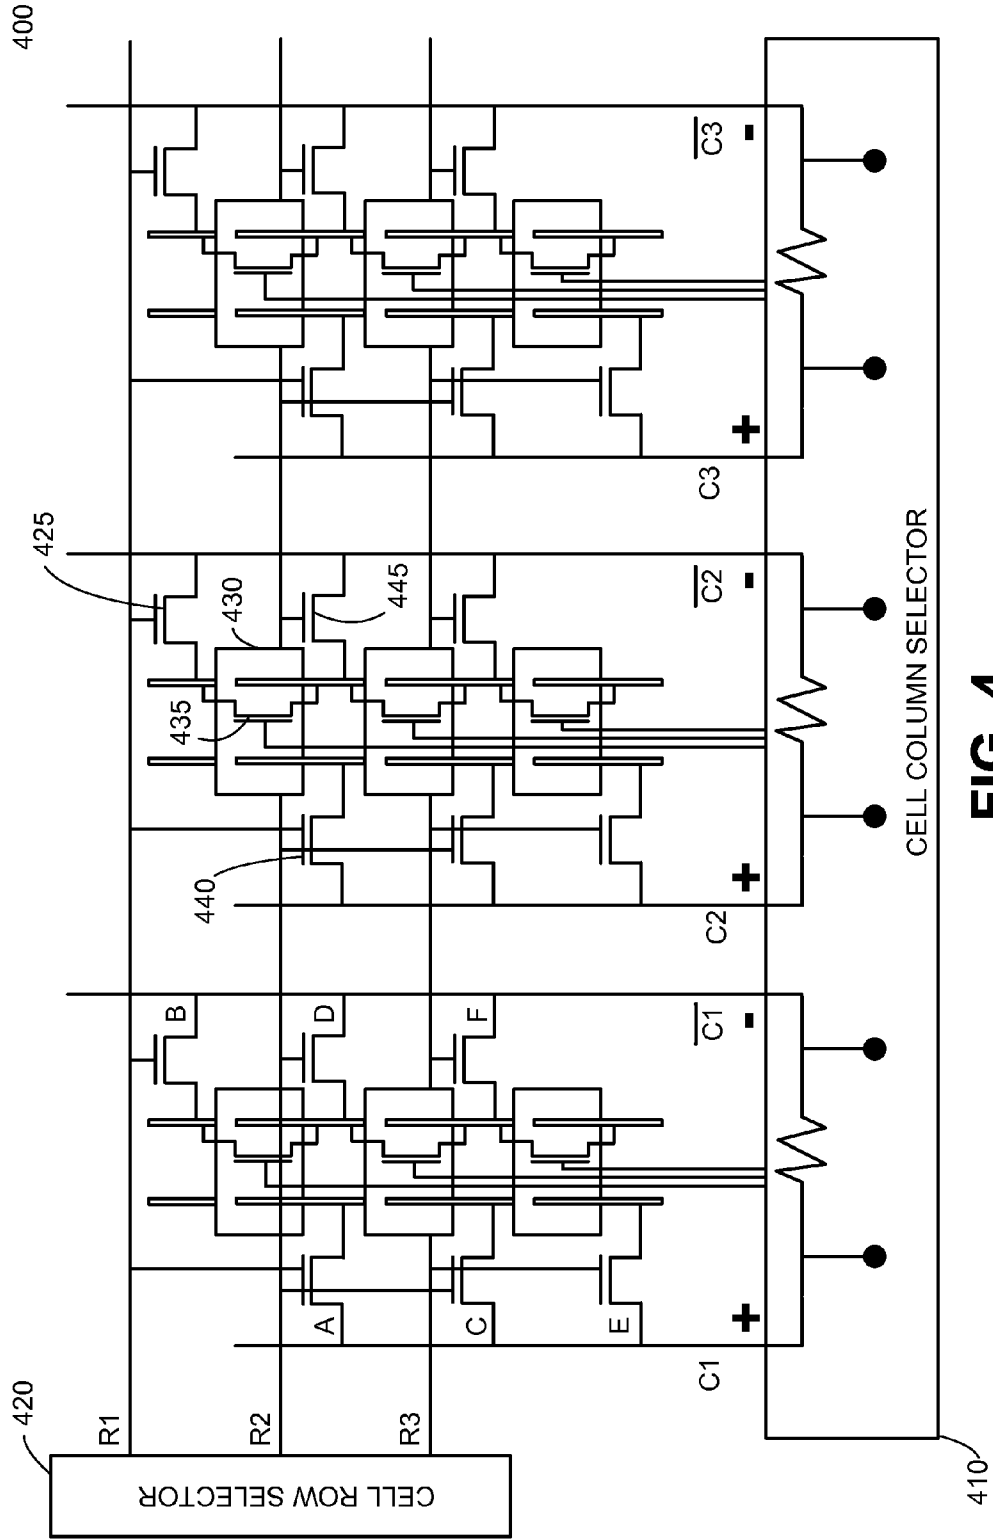 400
420
CELL ROW SELECTOR
R1
R2
R3
425
430
435
440
445
A
B
C
D
E
F
C1
+
C1
-
C2
+
C2
-
C3
+
C3
-
CELL COLUMN SELECTOR
410
FIG. 4